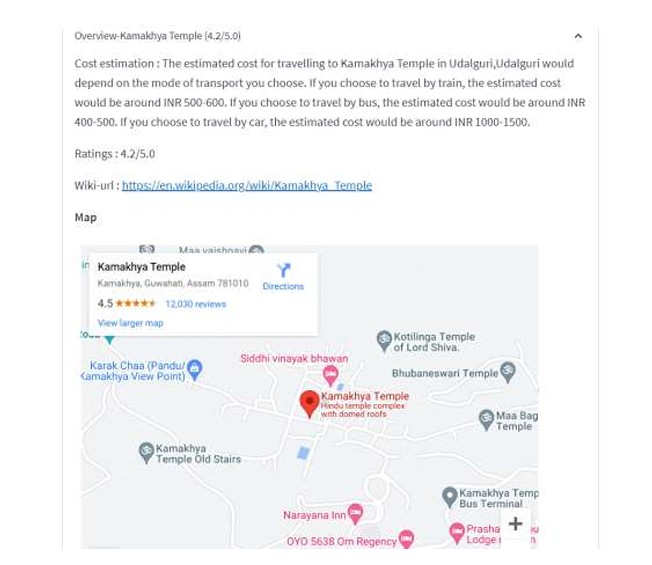 Overview-Kamakhya Temple (4.2/5.0)
Cost estimation : The estimated cost for travelling to Kamakhya Temple in Udalguri,Udalguri would
depend on the mode of transport you choose. If you choose to travel by train, the estimated cost
would be around INR 500-600. If you choose to travel by bus, the estimated cost would be around INR
400-500. If you choose to travel by car, the estimated cost would be around INR 1000-1500.
Ratings : 4.2/5.0
Wiki-url : https://en.wikipedia.org/wiki/Kamakhya_Temple
Map
Maa vaishnavi
Kamakhya Temple
Kamakhya, Guwahati, Assam 781010
Directions
4.5
12,030 reviews
View larger map
Kotilinga Temple
of Lord Shiva.
Siddhi vinayak bhawan
Karak Chaa (Pandu/
Kamakhya View Point)
Bhubaneswari Temple
Kamakhya Temple
Hindu temple complex
with domed roofs
Maa Bag
Temple
Kamakhya
Temple Old Stairs
Kamakhya Temp
Bus Terminal
Narayana Inn
Prasha
Lodge
OYO 5638 Om Regency
+